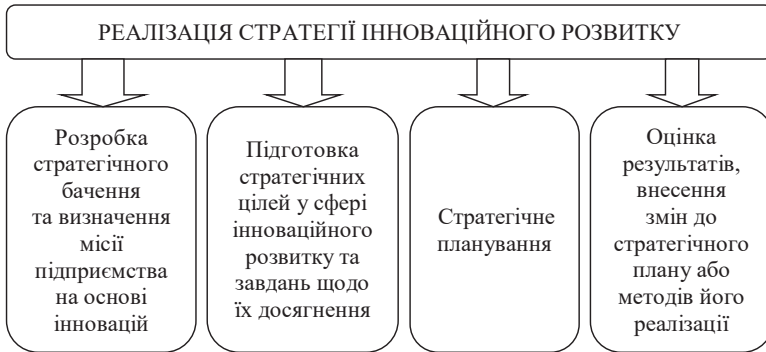 РЕАЛІЗАЦІЯ СТРАТЕГІЇ ІННОВАЦІЙНОГО РОЗВИТКУ
Розробка
стратегічного
бачення
та визначення
місії
підприємства
на основі
інновацій
Підготовка
стратегічних
цілей у сфері
інноваційного
розвитку та
завдань щодо
їх досягнення
Стратегічне
планування
Оцінка
результатів,
внесення
змін до
стратегічного
плану або
методів його
реалізації